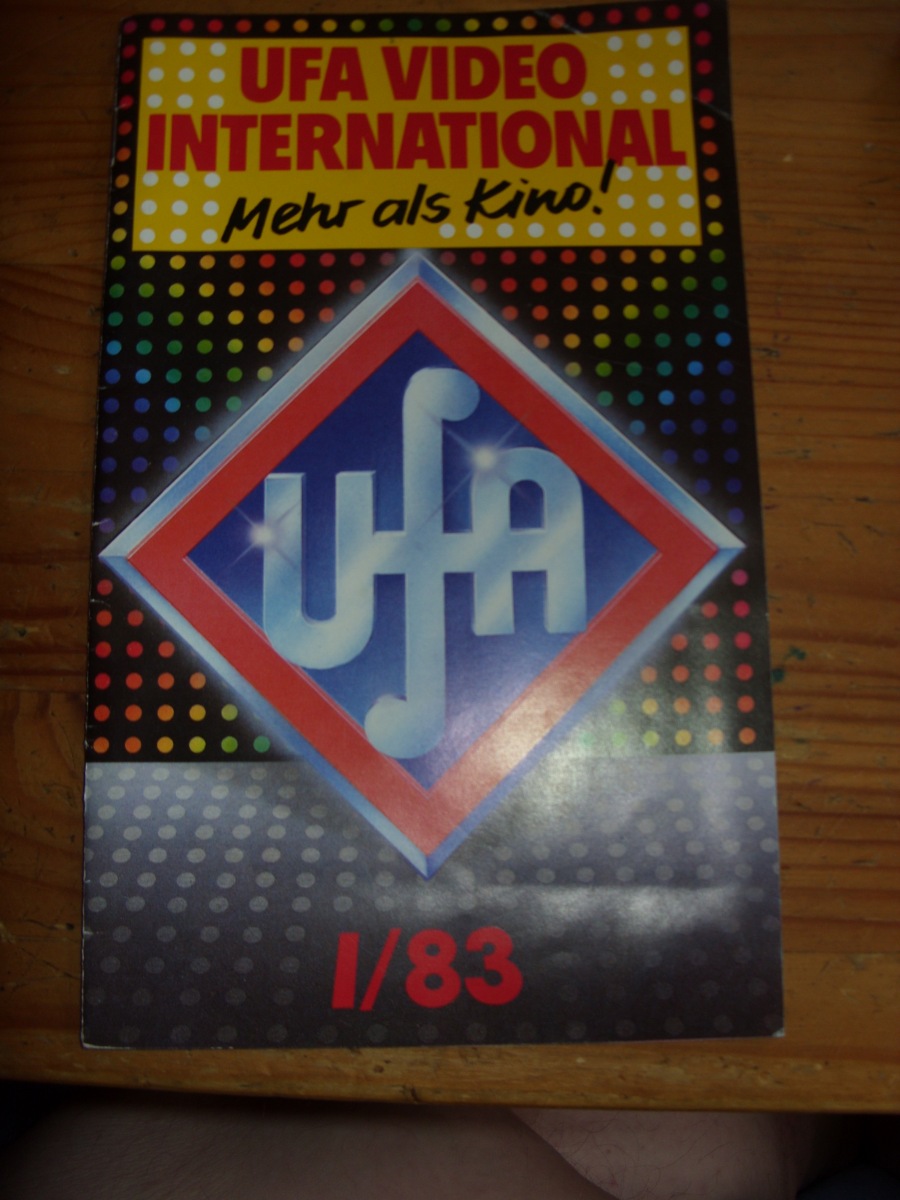 UFA VIDEO
INTERNATIONAL
Mehr als Kino!
UfA
I/83